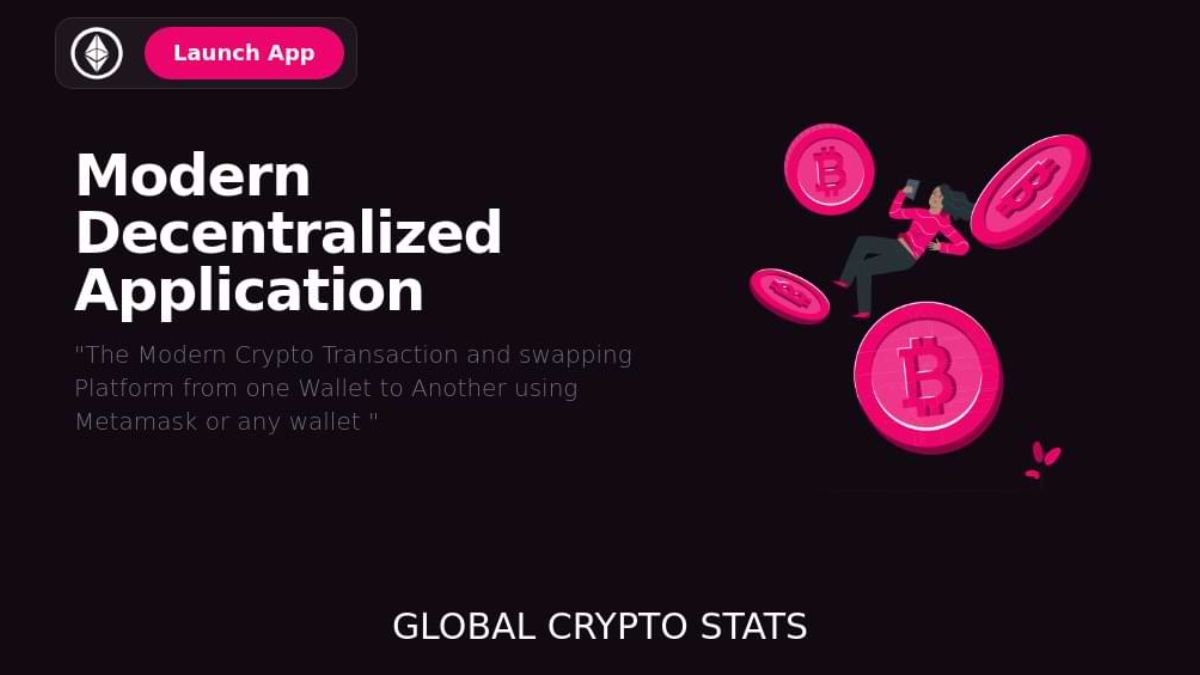 Launch App
Modern
Decentralized
Application
"The Modern Crypto Transaction and swapping
Platform from one Wallet to Another using
Metamask or any wallet "
GLOBAL CRYPTO STATS